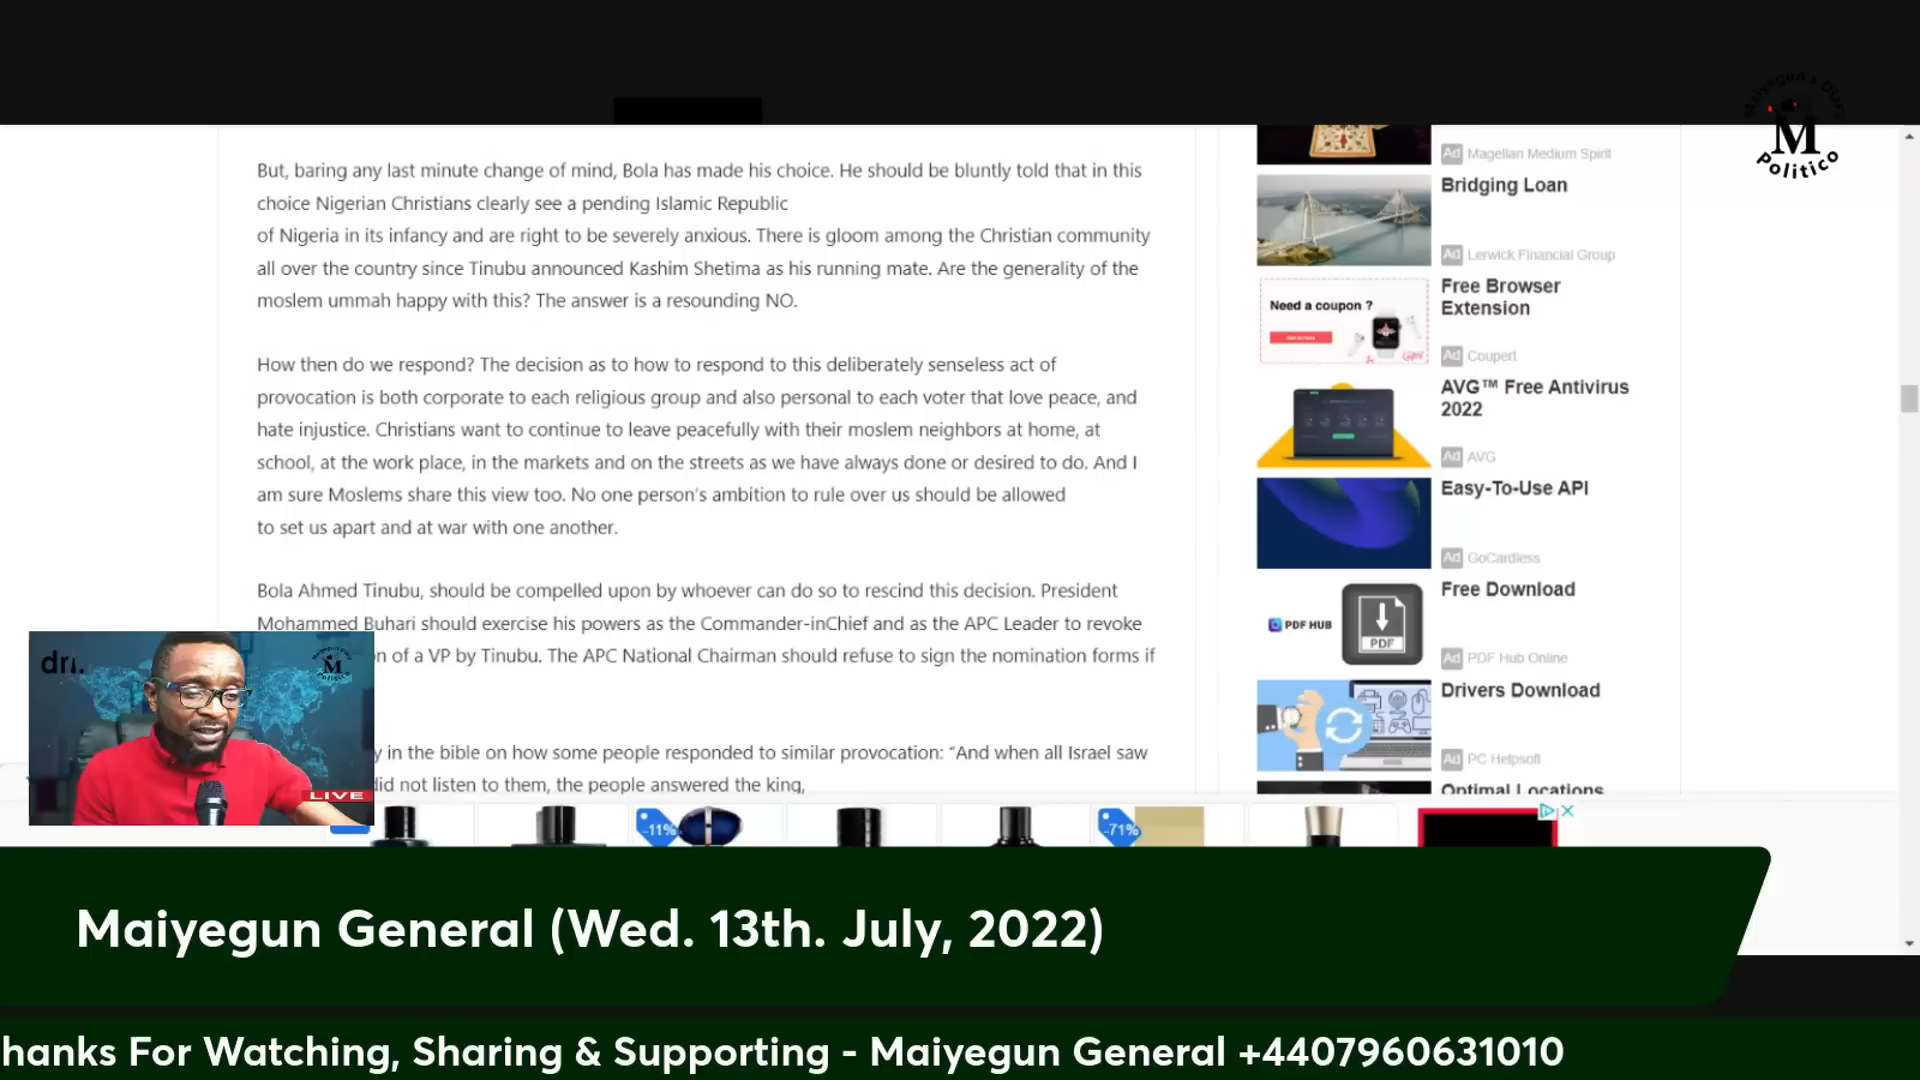 Maiyegun's Diary
M
Politico
But, baring any last minute change of mind, Bola has made his choice. He should be bluntly told that in this
choice Nigerian Christians clearly see a pending Islamic Republic
of Nigeria in its infancy and are right to be severely anxious. There is gloom among the Christian community
all over the country since Tinubu announced Kashim Shetima as his running mate. Are the generality of the
moslem ummah happy with this? The answer is a resounding NO.
How then do we respond? The decision as to how to respond to this deliberately senseless act of
provocation is both corporate to each religious group and also personal to each voter that love peace, and
hate injustice. Christians want to continue to leave peacefully with their moslem neighbors at home, at
school, at the work place, in the markets and on the streets as we have always done or desired to do. And I
am sure Moslems share this view too. No one person's ambition to rule over us should be allowed
to set us apart and at war with one another.
Bola Ahmed Tinubu, should be compelled upon by whoever can do so to rescind this decision. President
Mohammed Buhari should exercise his powers as the Commander-inChief and as the APC Leader to revoke
n of a VP by Tinubu. The APC National Chairman should refuse to sign the nomination forms if
y in the bible on how some people responded to similar provocation: “And when all Israel saw
did not listen to them, the people answered the king,
Ad Magellan Medium Spirit
Bridging Loan
Ad Lerwick Financial Group
Free Browser
Extension
Need a coupon ?
Ad Coupert
AVG™ Free Antivirus
2022
Ad AVG
Easy-To-Use API
Ad GoCardless
Free Download
PDF HUB
PDF
Ad PDF Hub Online
Drivers Download
Ad PC Helpsoft
Optimal Locations
dri.
M
LIVE
-11%
-71%
Maiyegun General (Wed. 13th. July, 2022)
hanks For Watching, Sharing & Supporting - Maiyegun General +4407960631010